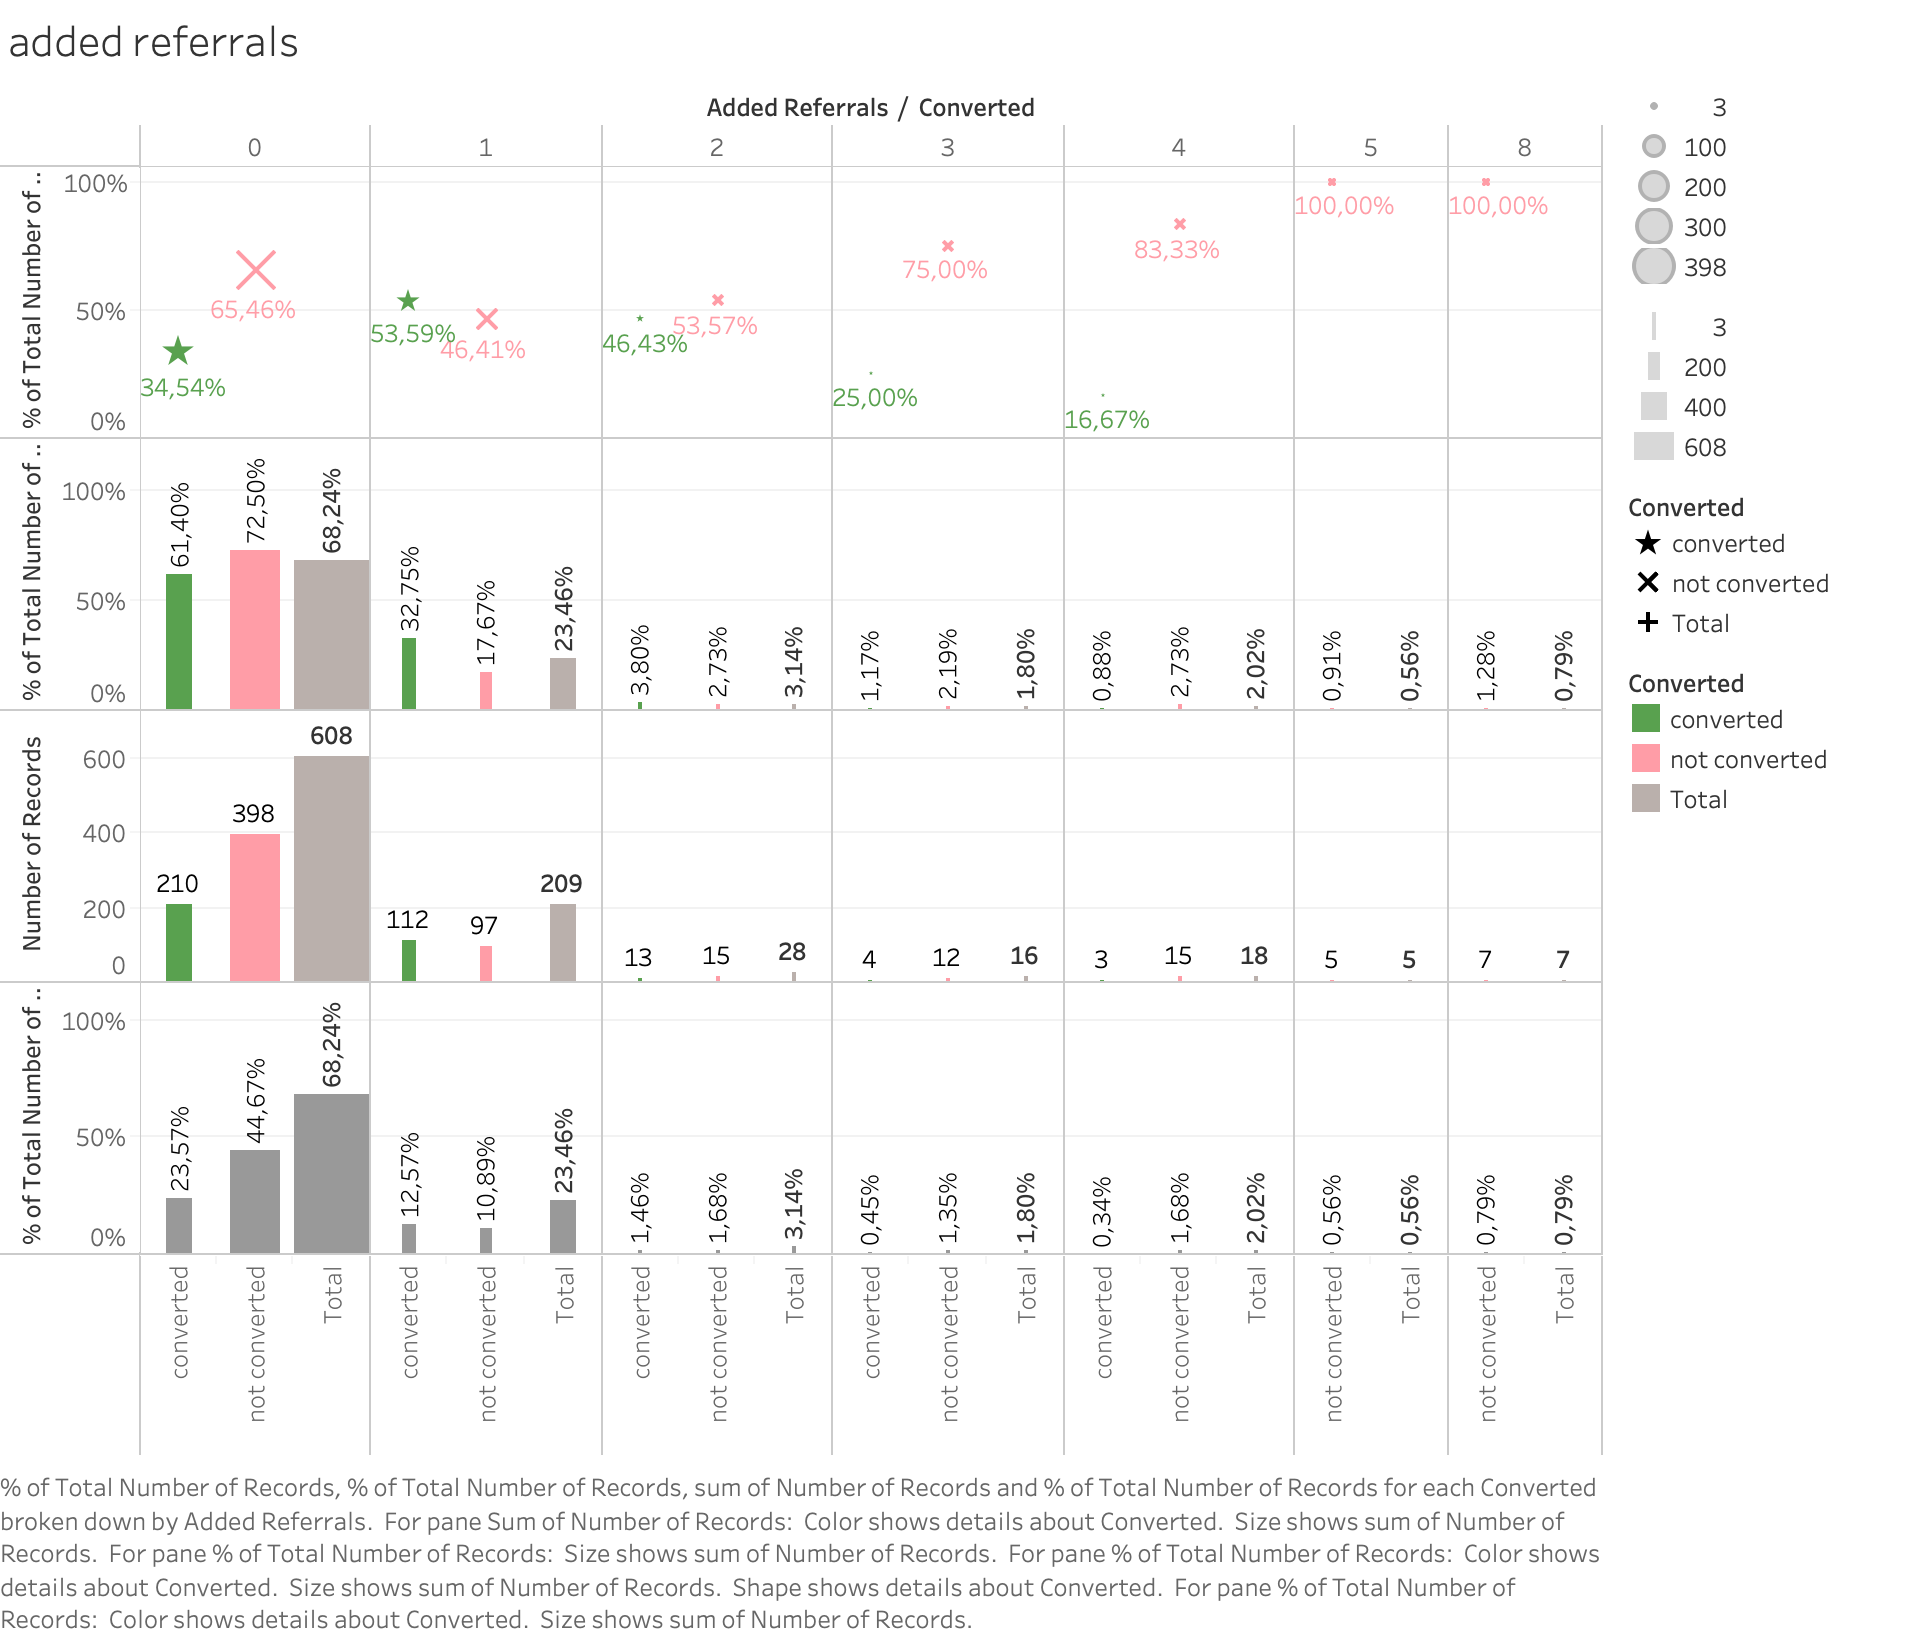 added referrals
Added Referrals / Converted
0 1 2 3 4 5 8
% of Total Number of ..
100%
50%
0%
34,54% 65,46% 53,59% 46,41% 46,43% 53,57% 25,00% 75,00% 16,67% 83,33% 100,00% 100,00%
% of Total Number of ..
100%
50%
0%
61,40% 72,50% 68,24% 32,75% 17,67% 23,46% 3,80% 2,73% 3,14% 1,17% 2,19% 1,80% 0,88% 2,73% 2,02% 0,91% 0,56% 1,28% 0,79%
Number of Records
600
400
200
0
210 398 608 112 97 209 13 15 28 4 12 16 3 15 18 5 5 7 7
% of Total Number of ..
100%
50%
0%
23,57% 44,67% 68,24% 12,57% 10,89% 23,46% 1,46% 1,68% 3,14% 0,45% 1,35% 1,80% 0,34% 1,68% 2,02% 0,56% 0,56% 0,79% 0,79%
converted not converted Total converted not converted Total converted not converted Total converted not converted Total converted not converted Total not converted Total not converted Total
3
100
200
300
398
3
200
400
608
Converted
converted
not converted
Total
Converted
converted
not converted
Total
% of Total Number of Records, % of Total Number of Records, sum of Number of Records and % of Total Number of Records for each Converted
broken down by Added Referrals.  For pane Sum of Number of Records:  Color shows details about Converted.  Size shows sum of Number of
Records.  For pane % of Total Number of Records:  Size shows sum of Number of Records.  For pane % of Total Number of Records:  Color shows
details about Converted.  Size shows sum of Number of Records.  Shape shows details about Converted.  For pane % of Total Number of
Records:  Color shows details about Converted.  Size shows sum of Number of Records.